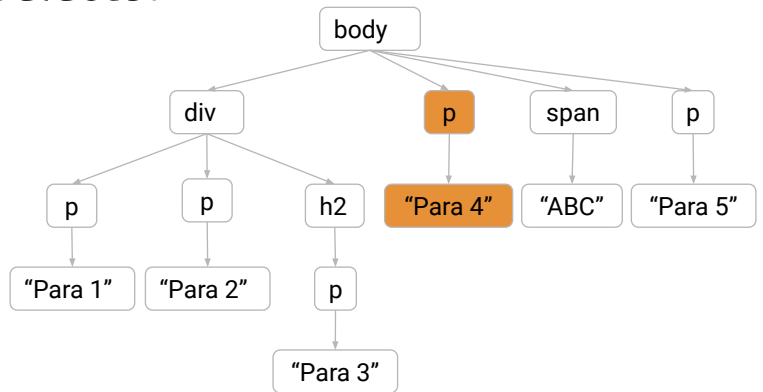 body
div
p
span
p
p
p
h2
“Para 4”
“ABC”
“Para 5”
“Para 1”
“Para 2”
p
“Para 3”